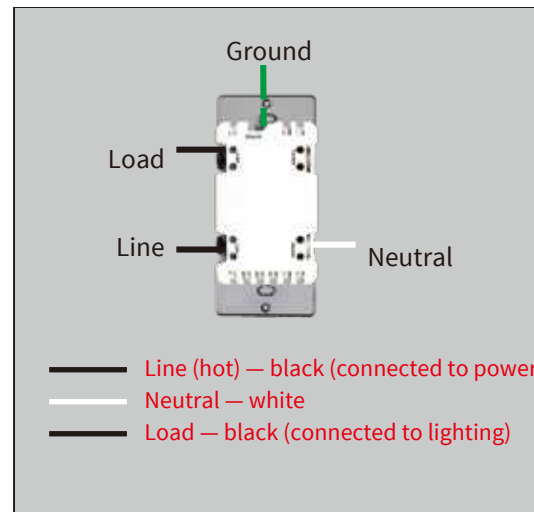 Ground
Load
Line
Neutral
Line (hot) — black (connected to power
Neutral — white
Load — black (connected to lighting)